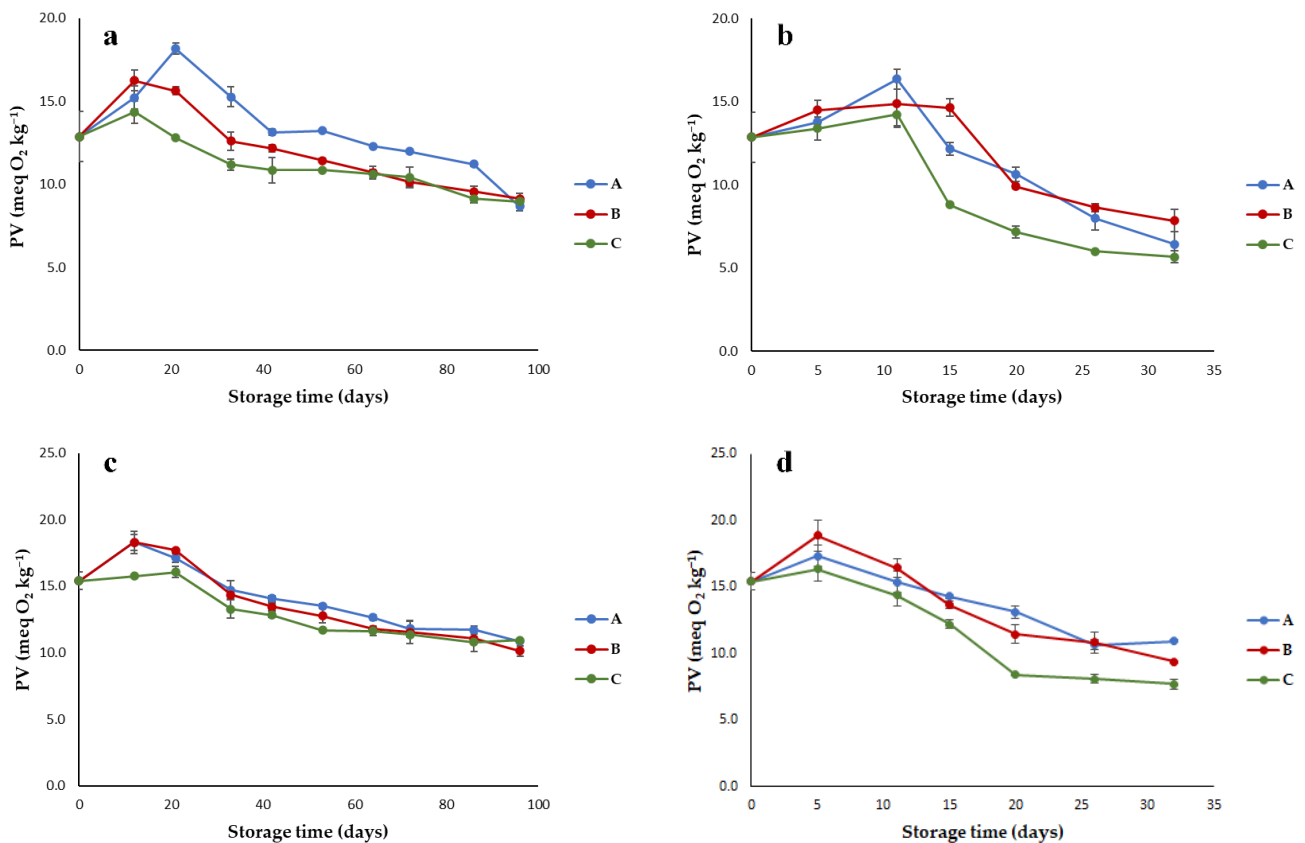 a
20.0
15.0
10.0
5.0
0.0
PV (meq O₂ kg⁻¹)
0 20 40 60 80 100
Storage time (days)
A
B
C
b
20.0
15.0
10.0
5.0
0.0
PV (meq O₂ kg⁻¹)
0 5 10 15 20 25 30 35
Storage time (days)
A
B
C
c
25.0
20.0
15.0
10.0
5.0
0.0
PV (meq O₂ kg⁻¹)
0 20 40 60 80 100
Storage time (days)
A
B
C
d
25.0
20.0
15.0
10.0
5.0
0.0
PV (meq O₂ kg⁻¹)
0 5 10 15 20 25 30 35
Storage time (days)
A
B
C